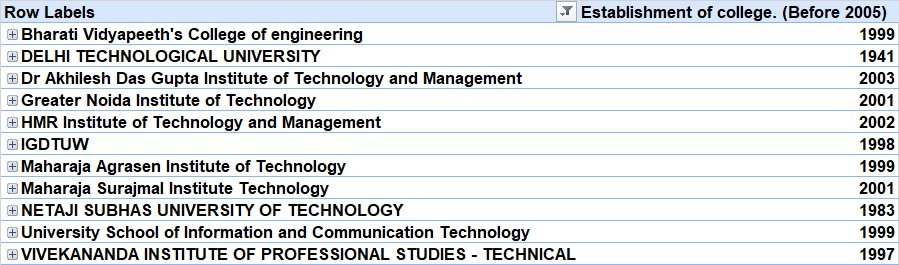 Row Labels Establishment of college. (Before 2005)
Bharati Vidyapeeth's College of engineering 1999
DELHI TECHNOLOGICAL UNIVERSITY 1941
Dr Akhilesh Das Gupta Institute of Technology and Management 2003
Greater Noida Institute of Technology 2001
HMR Institute of Technology and Management 2002
IGDTUW 1998
Maharaja Agrasen Institute of Technology 1999
Maharaja Surajmal Institute Technology 2001
NETAJI SUBHAS UNIVERSITY OF TECHNOLOGY 1983
University School of Information and Communication Technology 1999
VIVEKANANDA INSTITUTE OF PROFESSIONAL STUDIES - TECHNICAL 1997